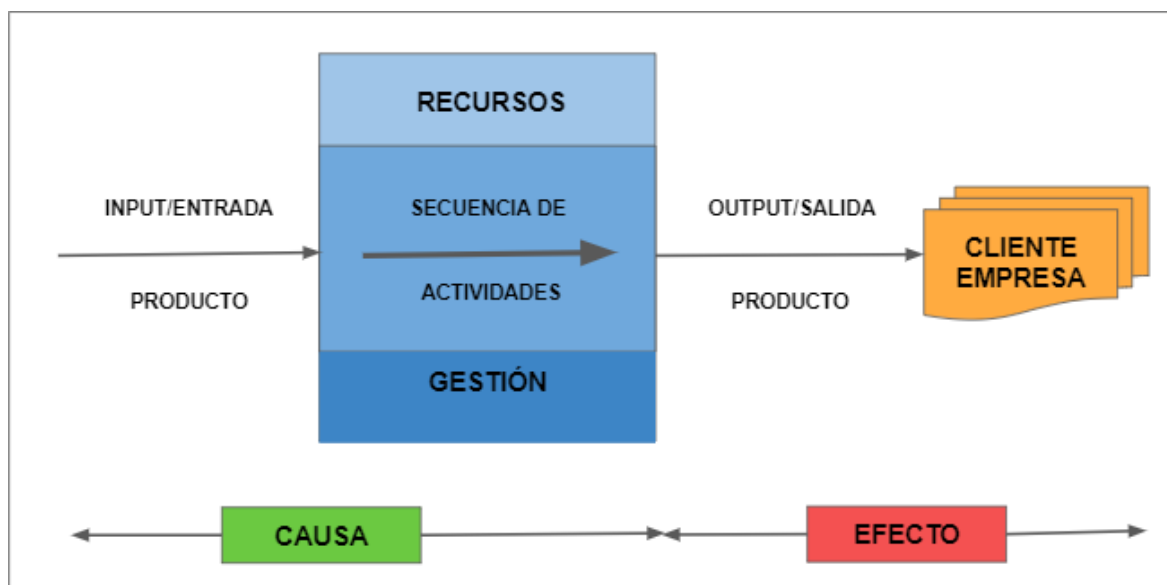 RECURSOS
INPUT/ENTRADA
PRODUCTO
SECUENCIA DE
ACTIVIDADES
OUTPUT/SALIDA
PRODUCTO
CLIENTE
EMPRESA
GESTIÓN
CAUSA
EFECTO